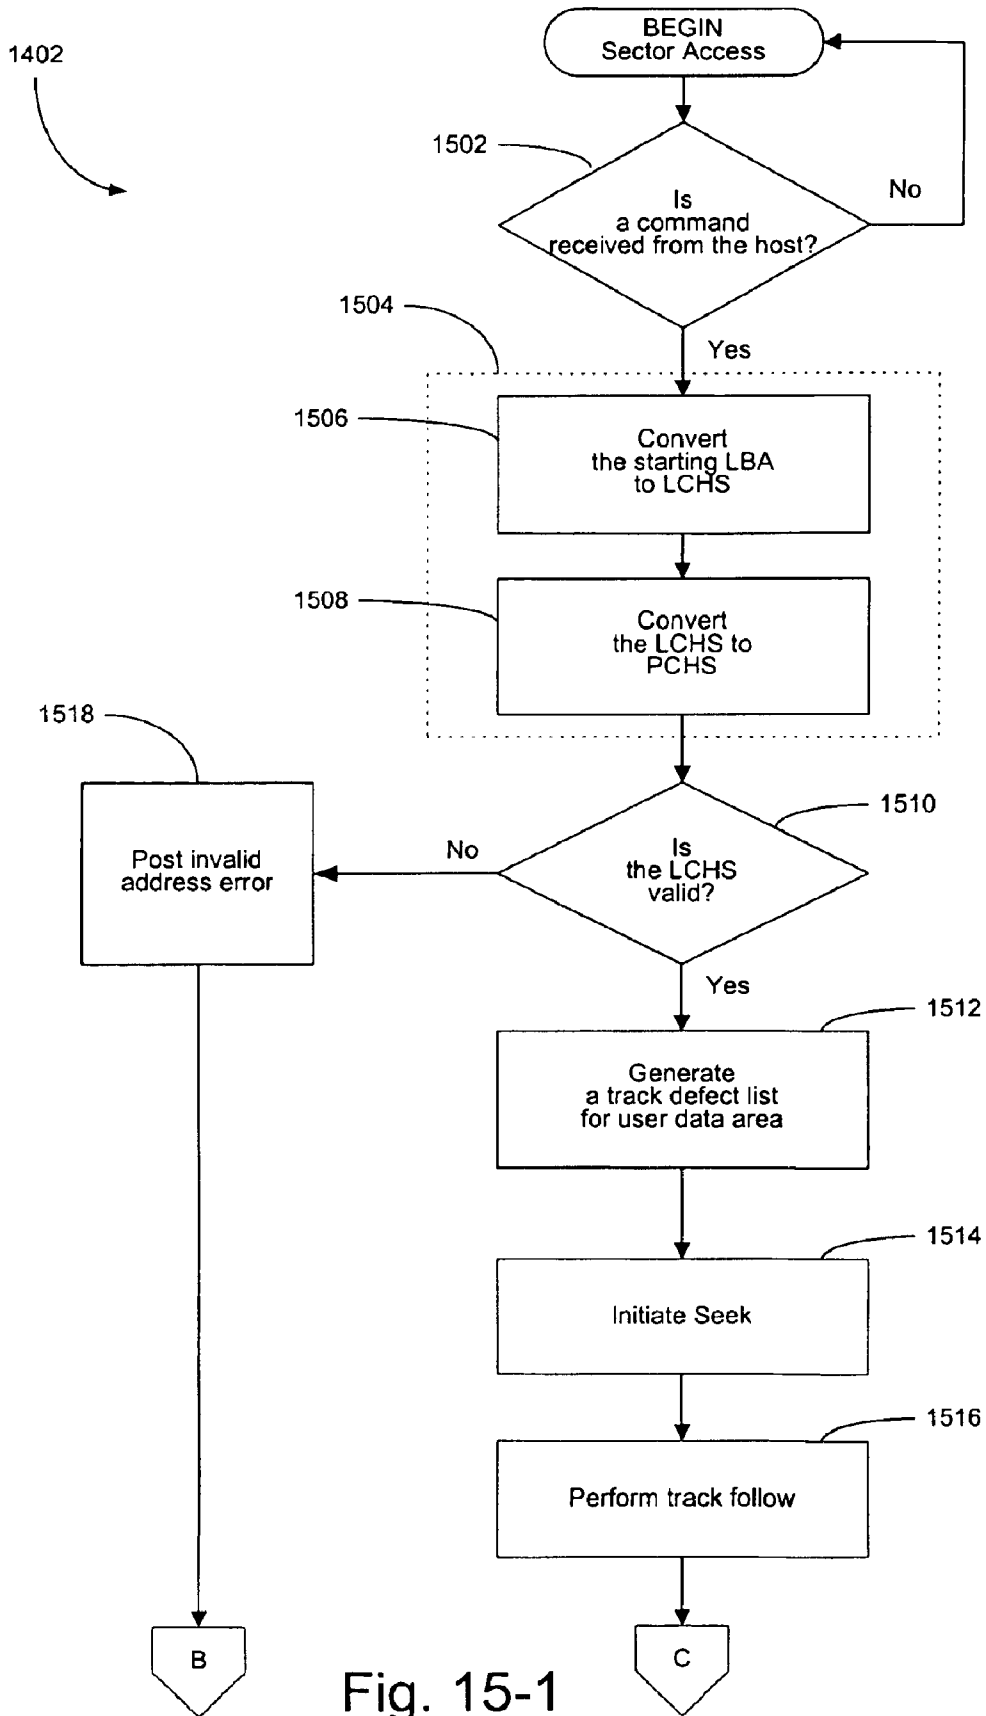 BEGIN
Sector Access
1402
1502
Is
a command
received from the host?
No
1504
Yes
1506
Convert
the starting LBA
to LCHS
1508
Convert
the LCHS to
PCHS
1518
1510
Post invalid
address error
No
Is
the LCHS
valid?
Yes
1512
Generate
a track defect list
for user data area
1514
Initiate Seek
1516
Perform track follow
B
C
Fig. 15-1